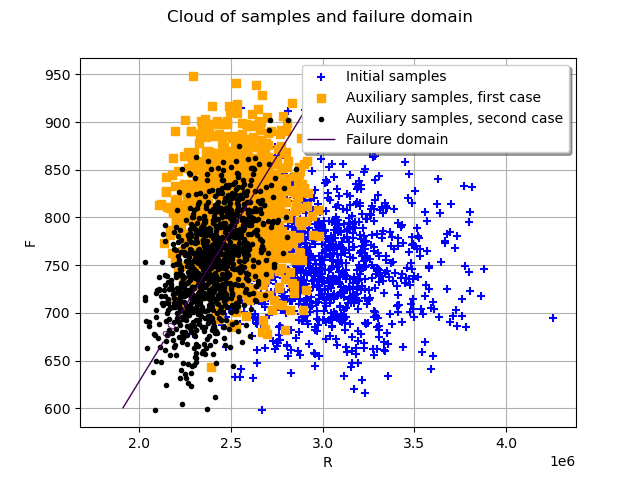 Cloud of samples and failure domain
Initial samples
Auxiliary samples, first case
Auxiliary samples, second case
Failure domain
950
900
850
800
750
700
650
600
F
2.0
2.5
3.0
3.5
4.0
R
1e6